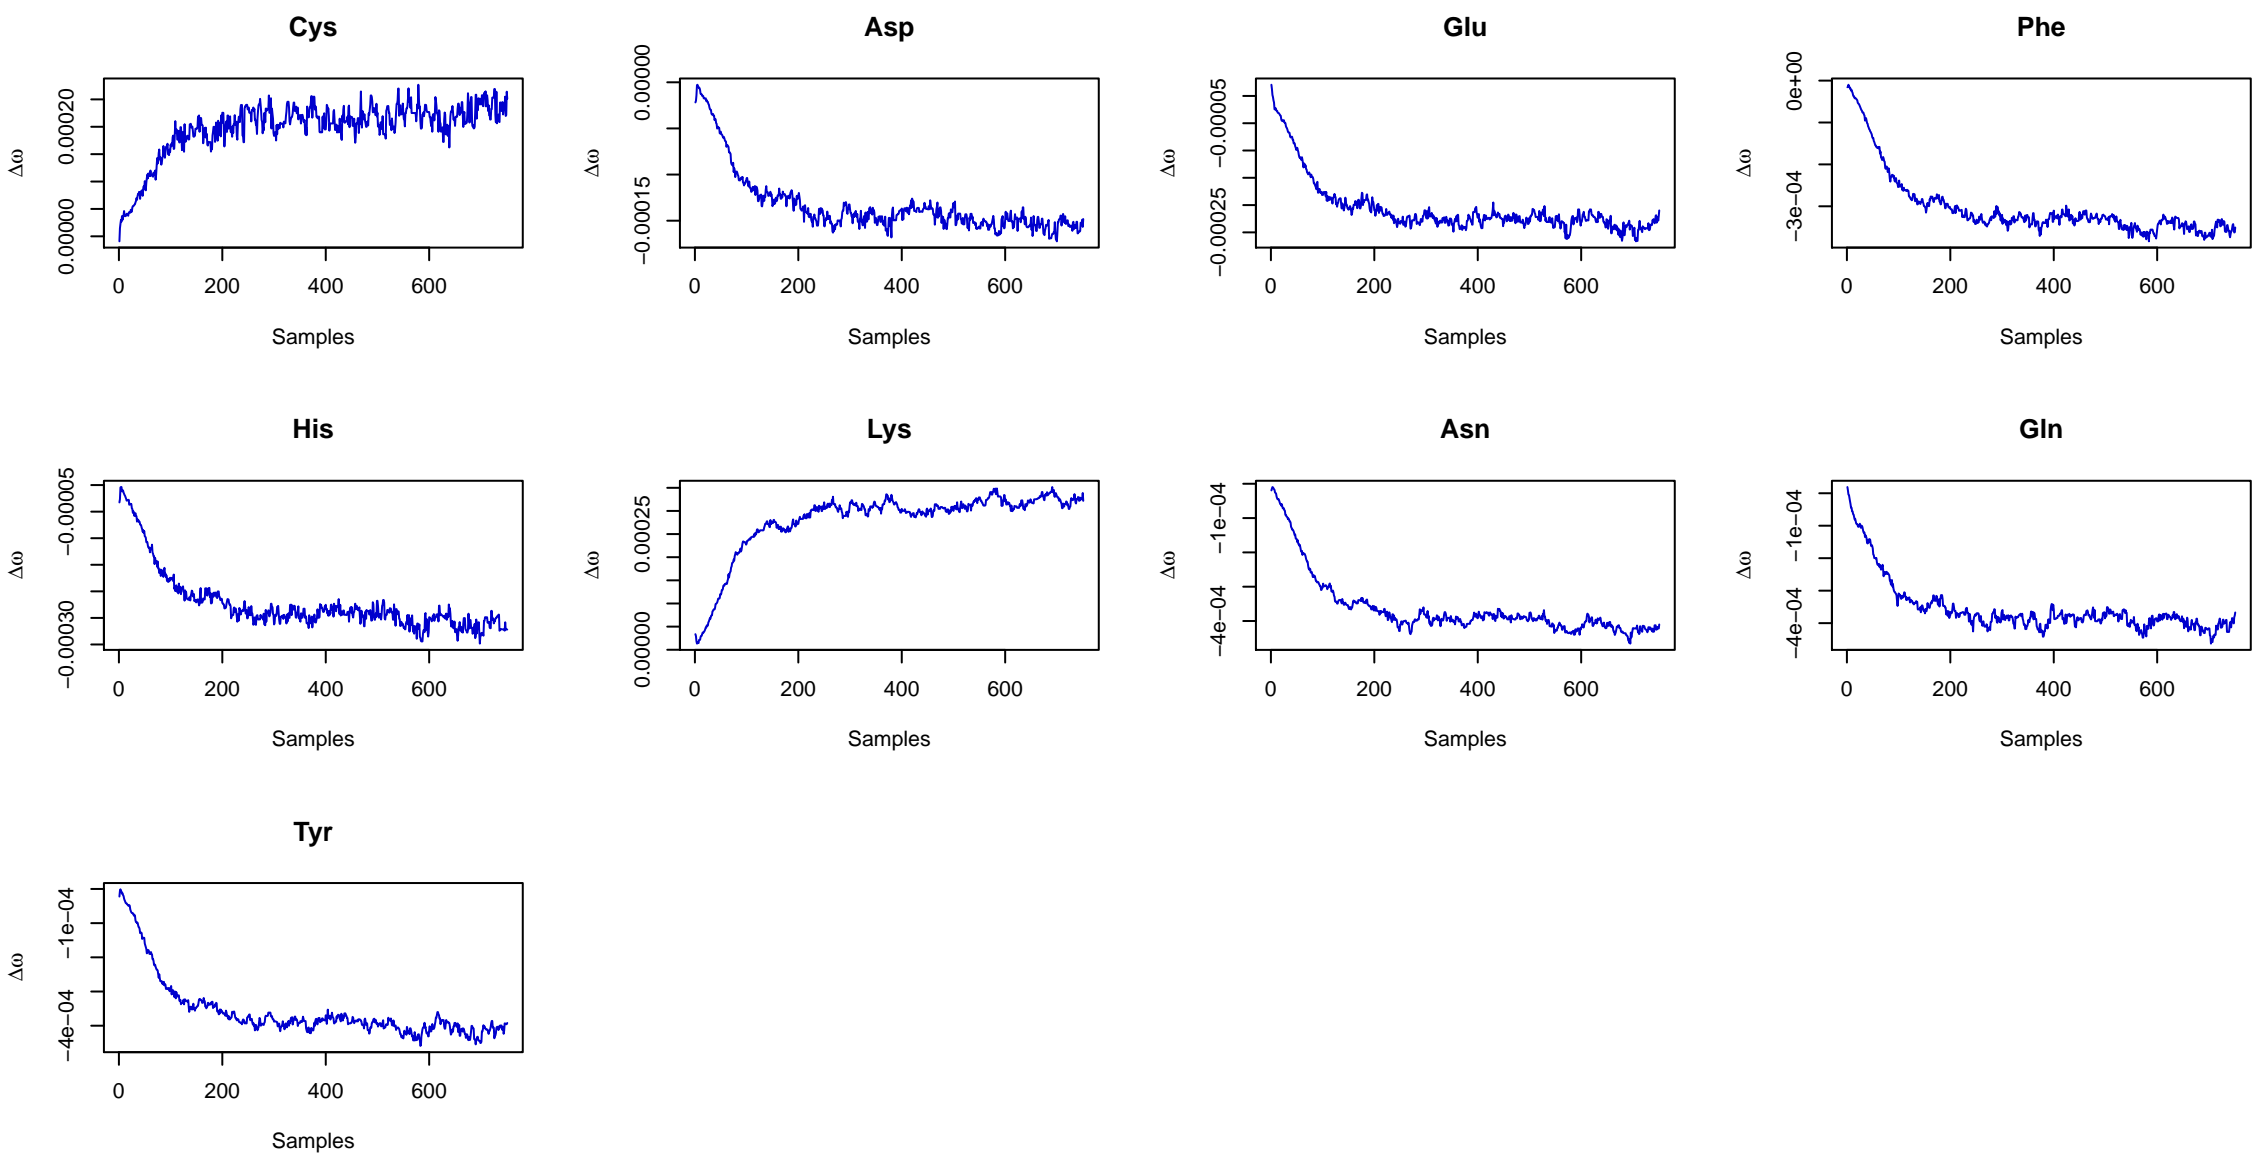 Cys
Δω
0.00000 0.00020
0 200 400 600
Samples
Asp
Δω
−0.00015 0.00000
0 200 400 600
Samples
Glu
Δω
−0.00025 −0.00005
0 200 400 600
Samples
Phe
Δω
−3e−04 0e+00
0 200 400 600
Samples
His
Δω
−0.00030 −0.00005
0 200 400 600
Samples
Lys
Δω
0.00000 0.00025
0 200 400 600
Samples
Asn
Δω
−4e−04 −1e−04
0 200 400 600
Samples
Gln
Δω
−4e−04 −1e−04
0 200 400 600
Samples
Tyr
Δω
−4e−04 −1e−04
0 200 400 600
Samples